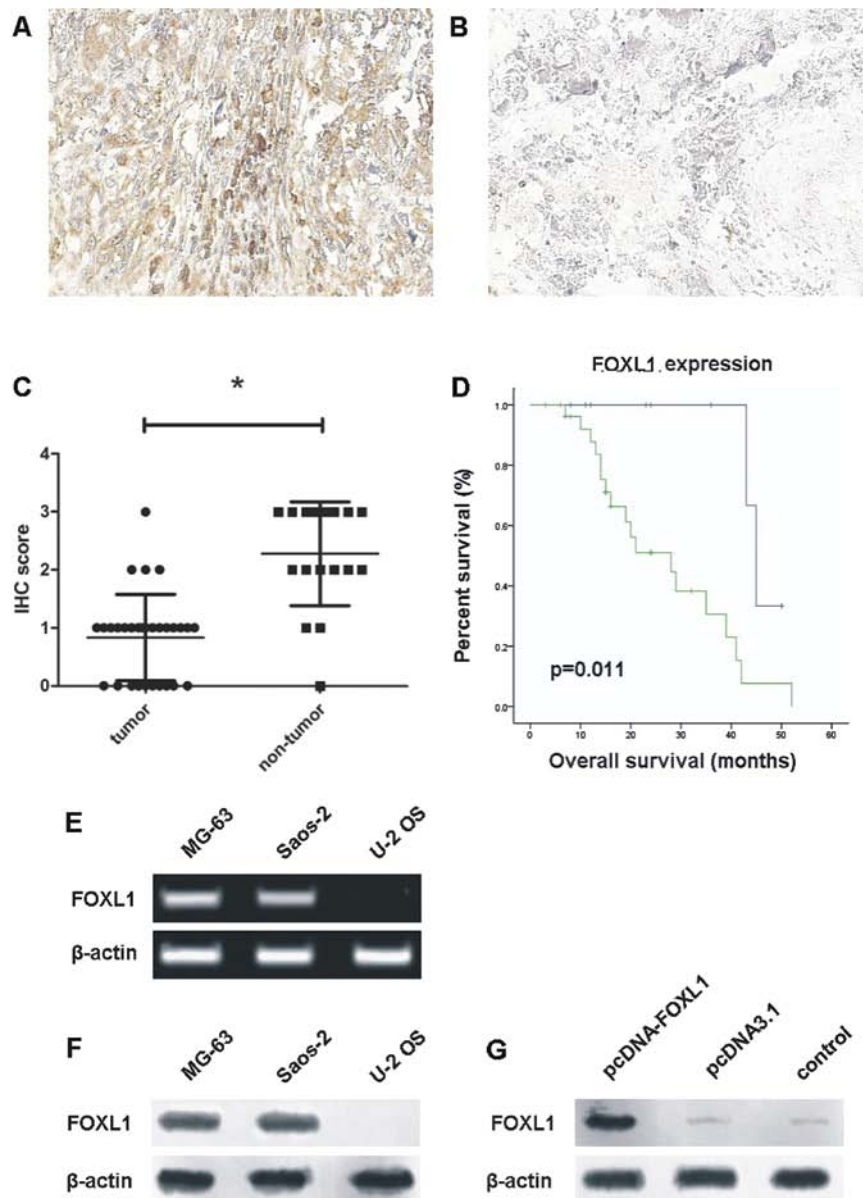 A
B
C
*
IHC score
4
3
2
1
0
tumor
non-tumor
D
FOXL1 expression
Percent survival (%)
1.0
0.8
0.6
0.4
0.2
0.0
p=0.011
0 10 20 30 40 50 60
Overall survival (months)
E
MG-63 Saos-2 U-2 OS
FOXL1
β-actin
F
MG-63 Saos-2 U-2 OS
FOXL1
β-actin
G
pcDNA-FOXL1 pcDNA3.1 control
FOXL1
β-actin